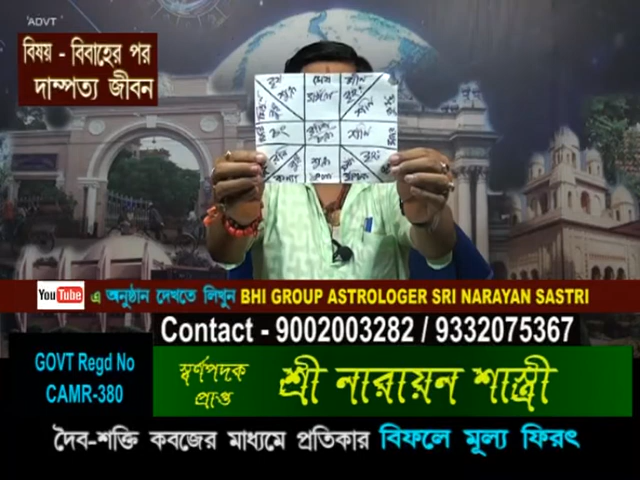 ADVT
বিষয় - বিবাহের পর
দাম্পত্য জীবন
মেষ
শনি
YouTube এ অনুষ্ঠান দেখতে লিখুন BHI GROUP ASTROLOGER SRI NARAYAN SASTRI
Contact - 9002003282 / 9332075367
GOVT Regd No
CAMR-380
স্বর্ণপদক
প্রাপ্ত
শ্রী নারায়ন শাস্ত্রী
দৈব-শক্তি কবজের মাধ্যমে প্রতিকার বিফলে মূল্য ফিরৎ